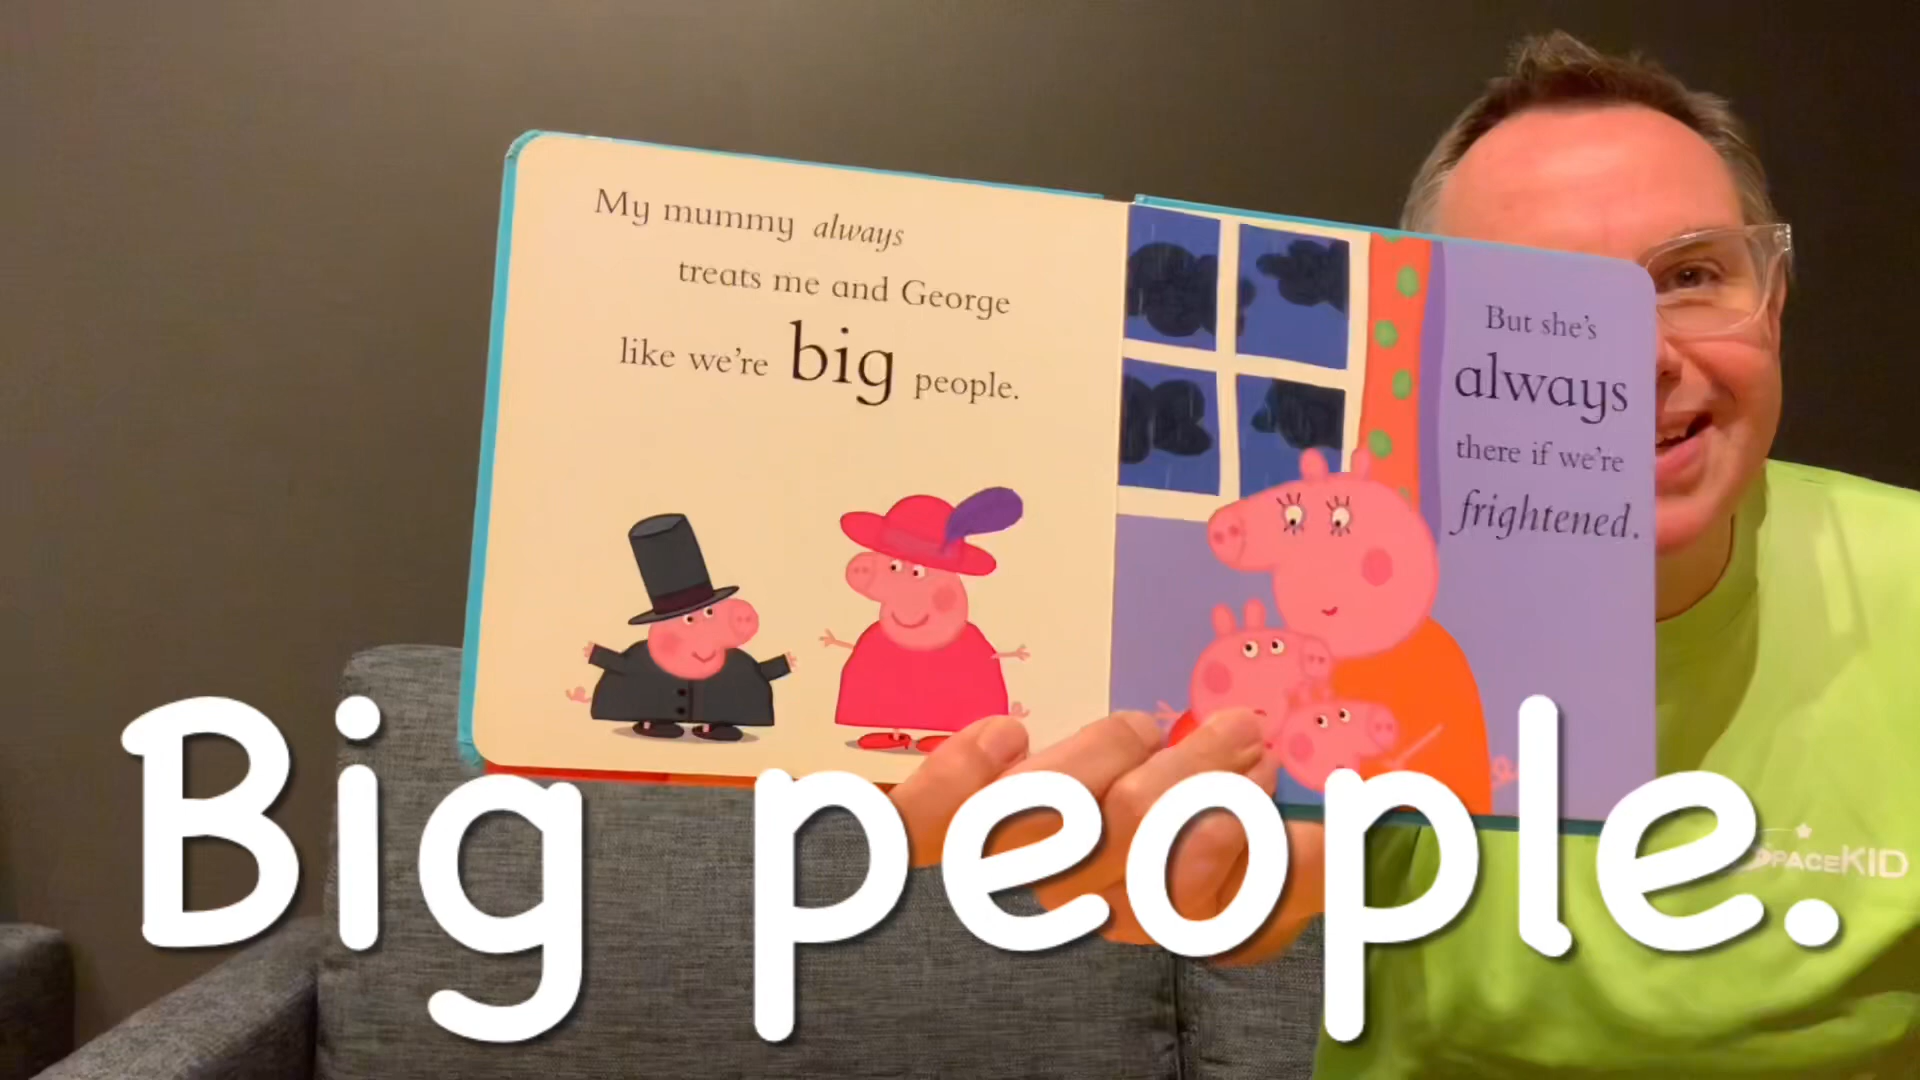 My mummy always
treats me and George
like we're big people.
But she's
always
there if we're
frightened.
Big people.
SPACEKID